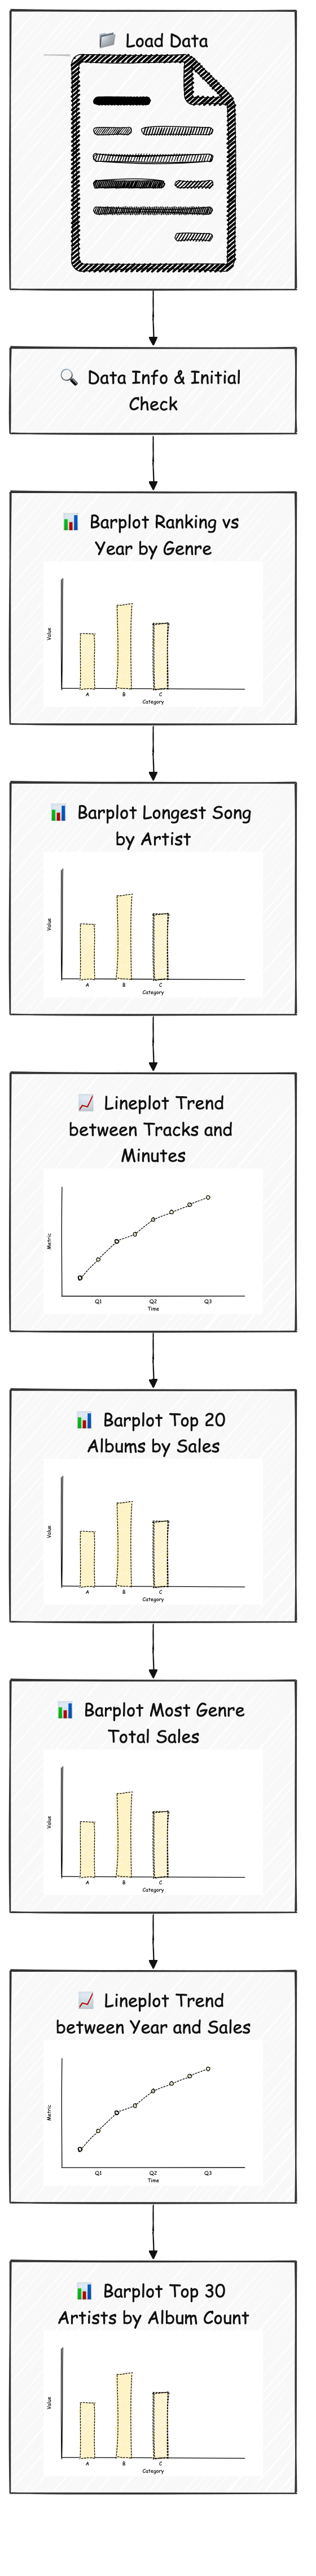 Load Data
Data Info & Initial
Check
Barplot Ranking vs
Year by Genre
Value
A B C
Category
Barplot Longest Song
by Artist
Value
A B C
Category
Lineplot Trend
between Tracks and
Minutes
Metric
Q1 Q2 Q3
Time
Barplot Top 20
Albums by Sales
Value
A B C
Category
Barplot Most Genre
Total Sales
Value
A B C
Category
Lineplot Trend
between Year and Sales
Metric
Q1 Q2 Q3
Time
Barplot Top 30
Artists by Album Count
Value
A B C
Category